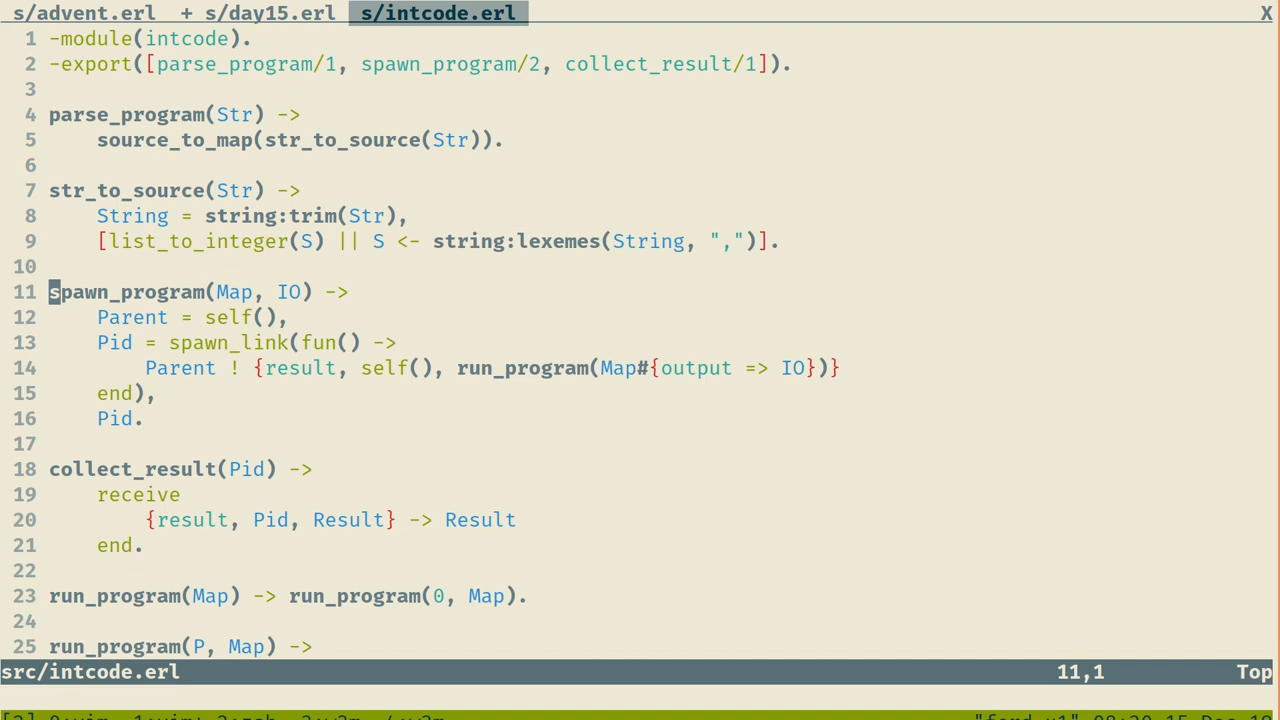 s/advent.erl + s/day15.erl s/intcode.erl X
1 -module(intcode).
2 -export([parse_program/1, spawn_program/2, collect_result/1]).
3
4 parse_program(Str) ->
5     source_to_map(str_to_source(Str)).
6
7 str_to_source(Str) ->
8     String = string:trim(Str),
9     [list_to_integer(S) || S <- string:lexemes(String, ",")].
10
11 spawn_program(Map, IO) ->
12     Parent = self(),
13     Pid = spawn_link(fun() ->
14         Parent ! {result, self(), run_program(Map#{output => IO})}
15     end),
16     Pid.
17
18 collect_result(Pid) ->
19     receive
20         {result, Pid, Result} -> Result
21     end.
22
23 run_program(Map) -> run_program(0, Map).
24
25 run_program(P, Map) ->
src/intcode.erl 11,1 Top